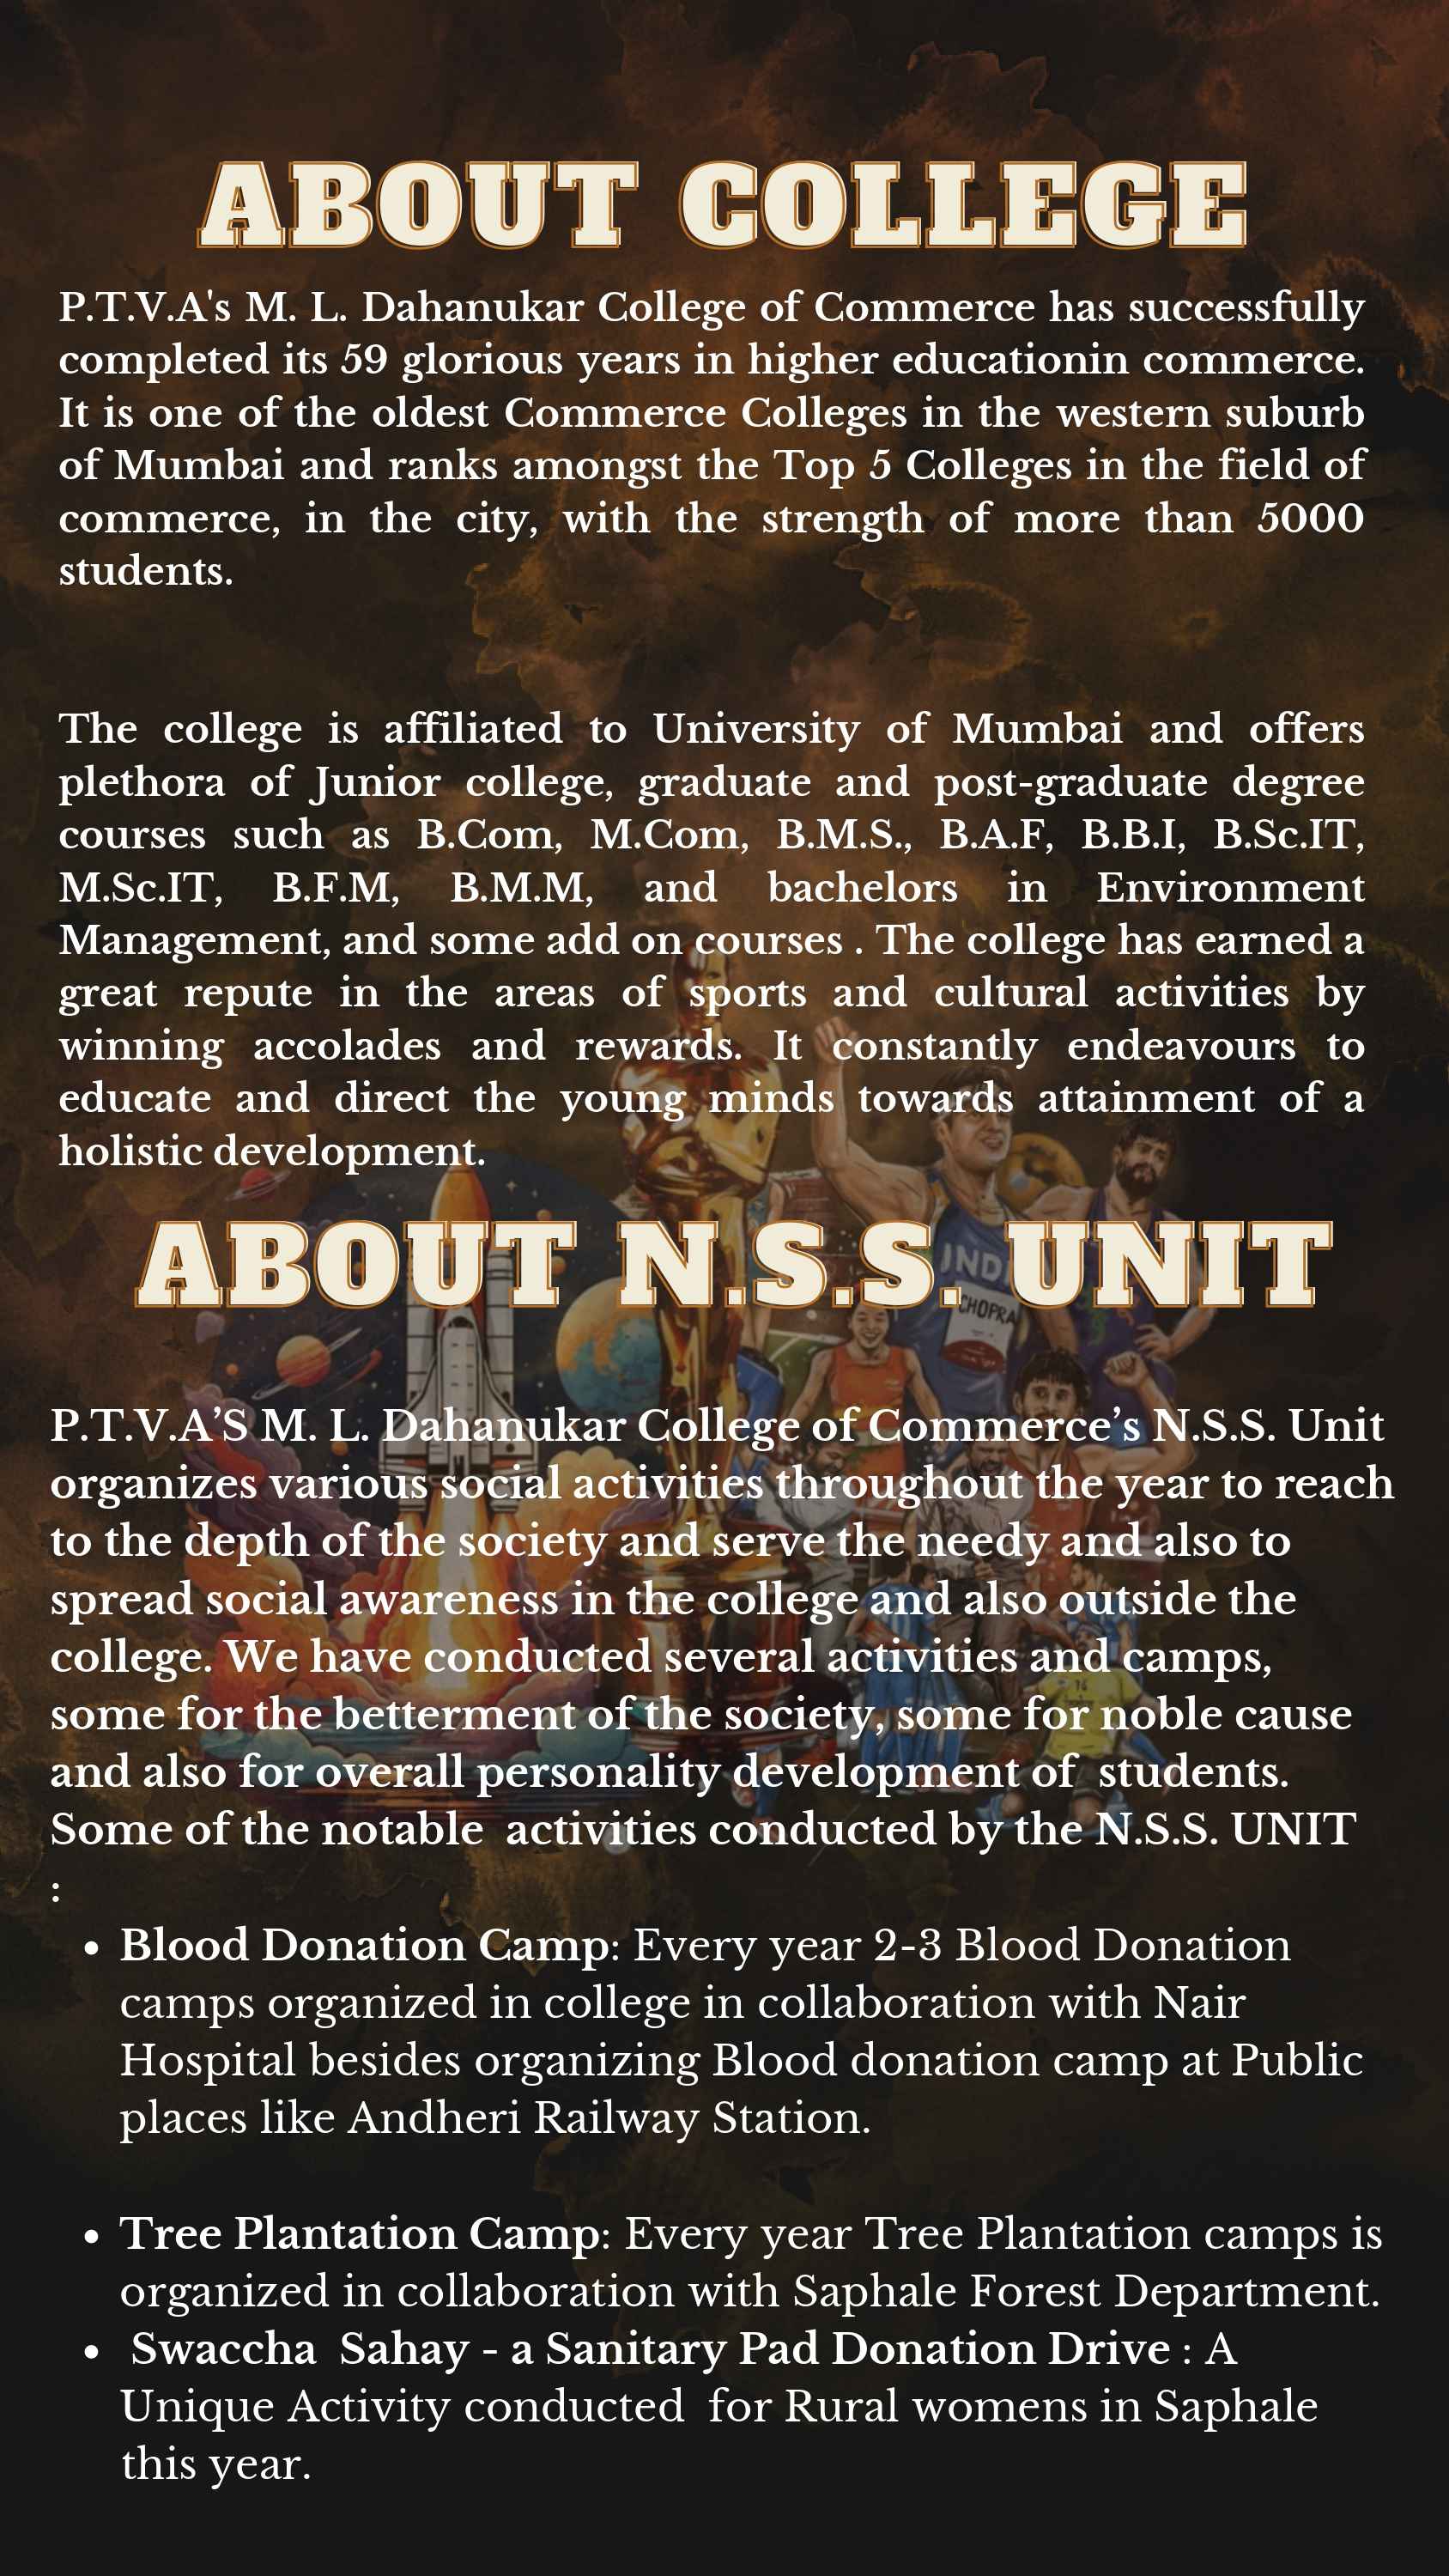 ABOUT COLLEGE
P.T.V.A's M. L. Dahanukar College of Commerce has successfully
completed its 59 glorious years in higher educationin commerce.
It is one of the oldest Commerce Colleges in the western suburb
of Mumbai and ranks amongst the Top 5 Colleges in the field of
commerce, in the city, with the strength of more than 5000
students.
The college is affiliated to University of Mumbai and offers
plethora of Junior college, graduate and post-graduate degree
courses such as B.Com, M.Com, B.M.S., B.A.F, B.B.I, B.Sc.IT,
M.Sc.IT, B.F.M, B.M.M, and bachelors in Environment
Management, and some add on courses . The college has earned a
great repute in the areas of sports and cultural activities by
winning accolades and rewards. It constantly endeavours to
educate and direct the young minds towards attainment of a
holistic development.
ABOUT N.S.S. UNIT
INDI
CHOPRA
P.T.V.A’S M. L. Dahanukar College of Commerce’s N.S.S. Unit
organizes various social activities throughout the year to reach
to the depth of the society and serve the needy and also to
spread social awareness in the college and also outside the
college. We have conducted several activities and camps,
some for the betterment of the society, some for noble cause
and also for overall personality development of  students.
Some of the notable  activities conducted by the N.S.S. UNIT
:
• Blood Donation Camp: Every year 2-3 Blood Donation
camps organized in college in collaboration with Nair
Hospital besides organizing Blood donation camp at Public
places like Andheri Railway Station.
• Tree Plantation Camp: Every year Tree Plantation camps is
organized in collaboration with Saphale Forest Department.
• Swaccha  Sahay - a Sanitary Pad Donation Drive : A
Unique Activity conducted  for Rural womens in Saphale
this year.